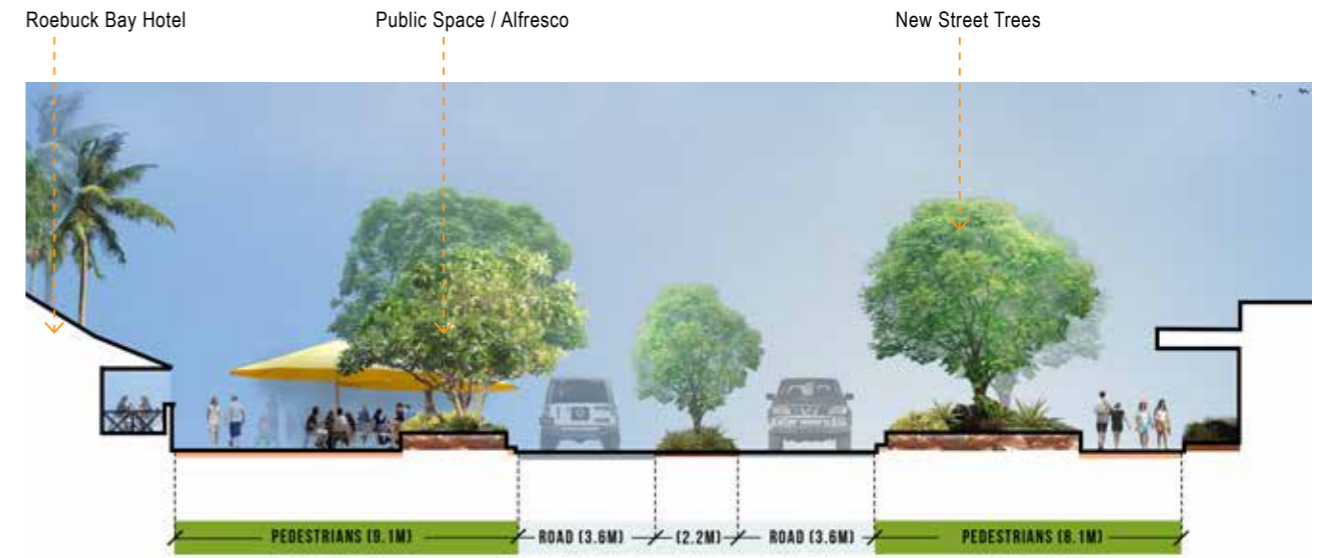 Roebuck Bay Hotel
Public Space / Alfresco
New Street Trees
PEDESTRIANS (9.1M)
ROAD (3.6M)
(2.2M)
ROAD (3.6M)
PEDESTRIANS (8.1M)